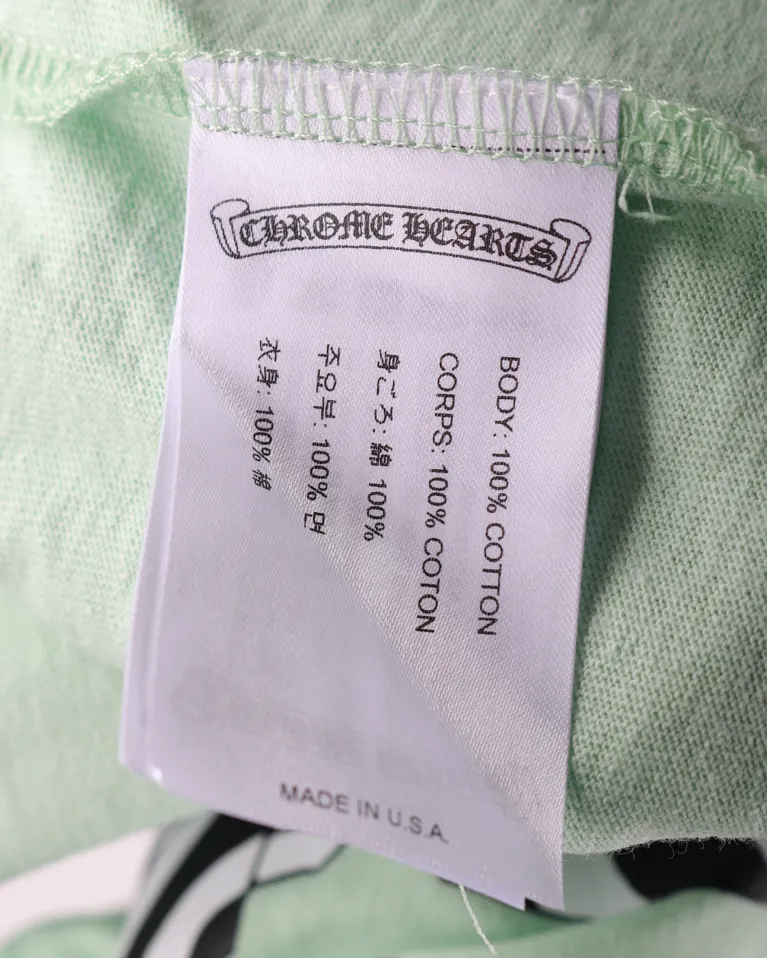 CHROME HEARTS
BODY: 100% COTTON
CORPS: 100% COTON
身ごろ: 綿 100%
주요부: 100% 면
衣身: 100% 棉
MADE IN U.S.A.